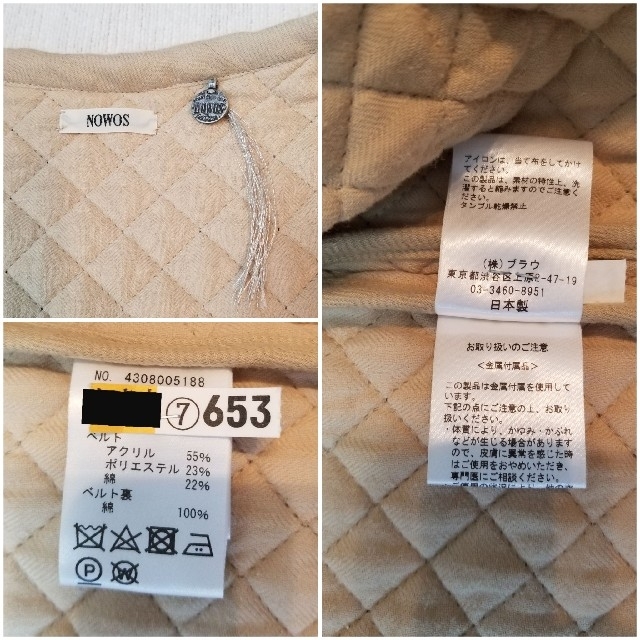 NOWOS
NOWOS
アイロンは、当て布をしてかけ
てください。
この製品は、素材の特性上、洗
濯すると縮みますのでご注意く
ださい。
タンブル乾燥禁止
(株)ブラウ
東京都渋谷区上原2-47-19
03-3460-8951
日本製
お取り扱いのご注意
<金属付属品>
この製品は金属付属を使用して
います。
下記の点にご注意の上、お取り
扱いください。
・体質により、かゆみ・かぶれ
などが生じる場合があります
ので、皮膚に異常を感じた時
はご使用をおやめいただき、
専門医にご相談ください。
NO. 4308005188
⑦653
ベルト
アクリル 55%
ポリエステル 23%
綿 22%
ベルト裏
綿 100%
P
W